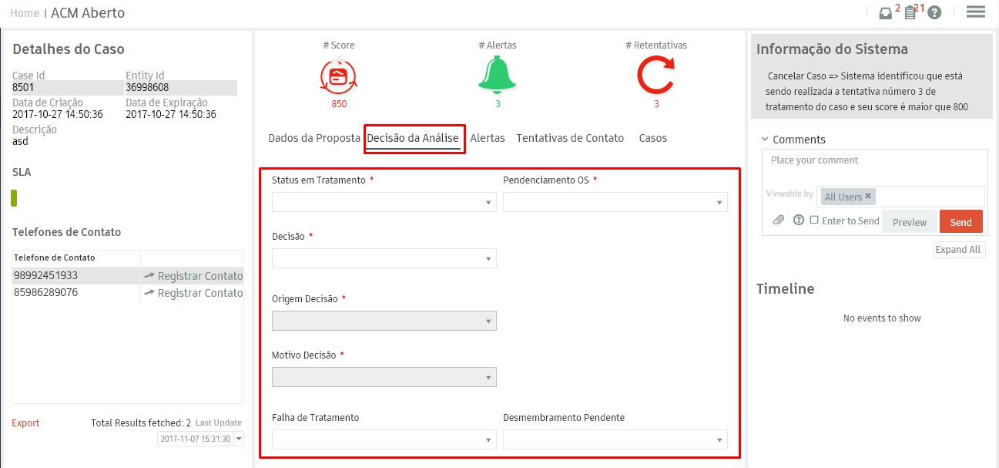 Home | ACM Aberto
2 21
Detalhes do Caso
Case Id Entity Id
8501 36998608
Data de Criação Data de Expiração
2017-10-27 14:50:36 2017-10-27 14:50:36
Descrição
asd
SLA
Telefones de Contato
Telefone de Contato
98992451933 Registrar Contato
85986289076 Registrar Contato
Export Total Results fetched: 2 Last Update
2017-11-07 15:31:30
# Score # Alertas # Retentativas
850 3 3
Dados da Proposta Decisão da Análise Alertas Tentativas de Contato Casos
Status em Tratamento * Pendenciamento OS *
Decisão *
Origem Decisão *
Motivo Decisão *
Falha de Tratamento Desmembramento Pendente
Informação do Sistema
Cancelar Caso => Sistema identificou que está
sendo realizada a tentativa número 3 de
tratamento do caso e seu score é maior que 800
Comments
Place your comment
Viewable by All Users ✖
? Enter to Send Preview Send
Expand All
Timeline
No events to show